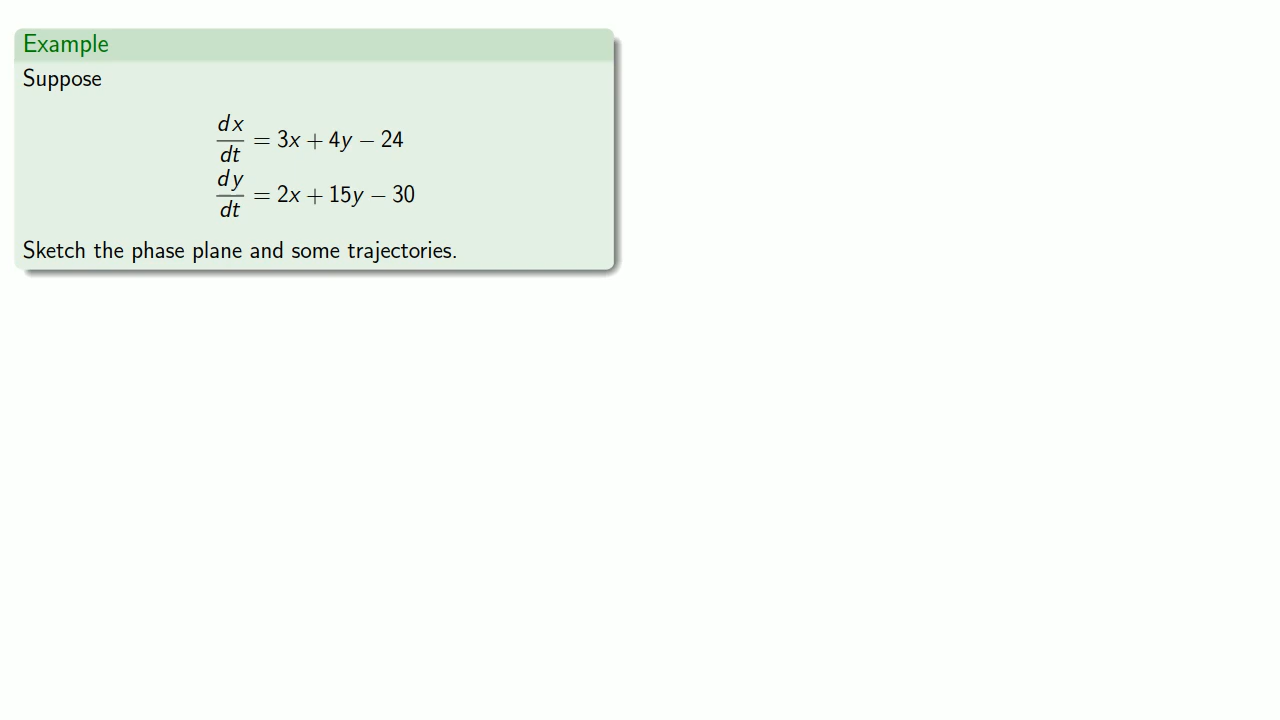 Example
Suppose
dx/dt = 3x + 4y − 24
dy/dt = 2x + 15y − 30
Sketch the phase plane and some trajectories.